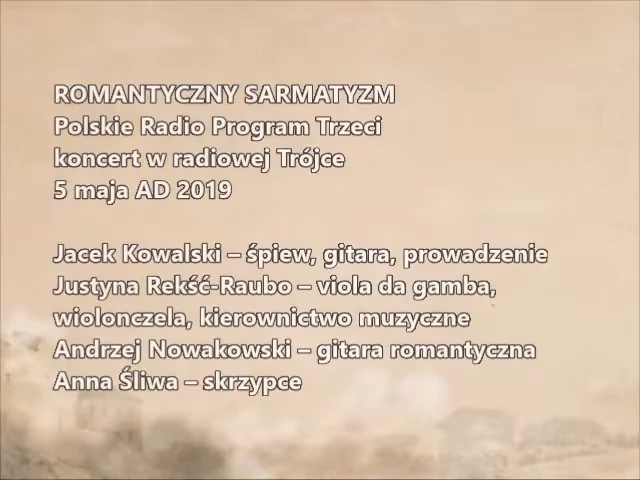 ROMANTYCZNY SARMATYZM
Polskie Radio Program Trzeci
koncert w radiowej Trójce
5 maja AD 2019
Jacek Kowalski – śpiew, gitara, prowadzenie
Justyna Rekść-Raubo – viola da gamba,
wiolonczela, kierownictwo muzyczne
Andrzej Nowakowski – gitara romantyczna
Anna Śliwa – skrzypce